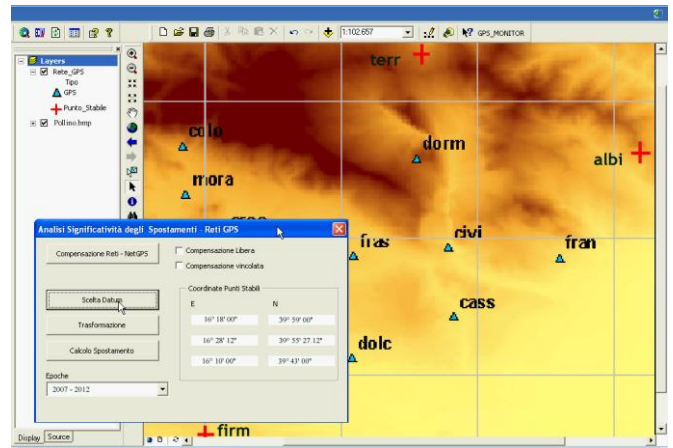 1:102.657
GPS_MONITOR
Layers
Rete_GPS
Tipo
GPS
Punto_Stabile
Pollino.bmp
terr
colo
dorm
albi
mora
Analisi Significatività degli Spostamenti - Reti GPS
Compensazione Reti - NetGPS
Compensazione Libera
Compensazione vincolata
Scelta Datum
Trasformazione
Calcolo Spostamento
Coordinate Punti Stabili
E N
16° 18' 00" 39° 59' 00"
16° 28' 12" 39° 55' 27.12"
16° 10' 00" 39° 43' 00"
Epoche
2007 - 2012
fras
civi
fran
cass
dolc
firm
Display Source